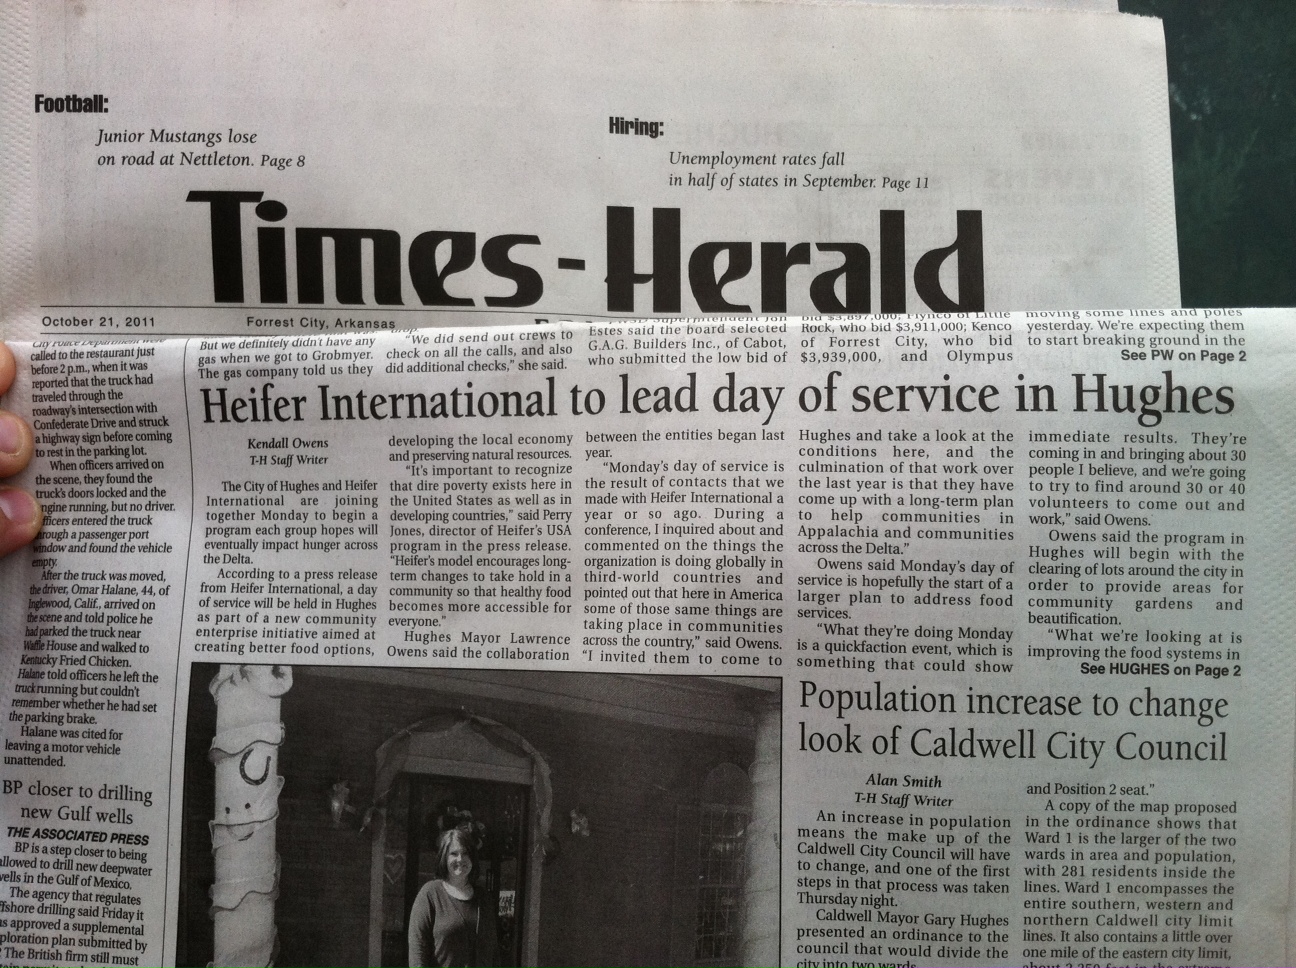 Football:
Junior Mustangs lose
on road at Nettleton. Page 8
Hiring:
Unemployment rates fall
in half of states in September. Page 11
Times-Herald
October 21, 2011
Forrest City, Arkansas
City Police Department were
called to the restaurant just
before 2 p.m., when it was
reported that the truck had
traveled through the
roadway's intersection with
Confederate Drive and struck
a highway sign before coming
to rest in the parking lot.
When officers arrived on
the scene, they found the
truck's doors locked and the
engine running, but no driver.
Officers entered the truck
through a passenger port
window and found the vehicle
empty.
After the truck was moved,
the driver, Omar Halane, 44, of
Inglewood, Calif., arrived on
the scene and told police he
had parked the truck near
Waffle House and walked to
Kentucky Fried Chicken.
Halane told officers he left the
truck running but couldn't
remember whether he had set
the parking brake.
Halane was cited for
leaving a motor vehicle
unattended.
BP closer to drilling
new Gulf wells
THE ASSOCIATED PRESS
BP is a step closer to being
allowed to drill new deepwater
wells in the Gulf of Mexico.
The agency that regulates
offshore drilling said Friday it
has approved a supplemental
exploration plan submitted by
The British firm still must
But we definitely didn't have any
gas when we got to Grobmyer.
The gas company told us they
"We did send out crews to
check on all the calls, and also
did additional checks," she said.
Superintendent Jon
Estes said the board selected
G.A.G. Builders Inc., of Cabot,
who submitted the low bid of
bid $3,897,000; Flynco of Little
Rock, who bid $3,911,000; Kenco
of Forrest City, who bid
$3,939,000, and Olympus
moving some lines and poles
yesterday. We're expecting them
to start breaking ground in the
See PW on Page 2
Heifer International to lead day of service in Hughes
Kendall Owens
T-H Staff Writer
The City of Hughes and Heifer
International are joining
together Monday to begin a
program each group hopes will
eventually impact hunger across
the Delta.
According to a press release
from Heifer International, a day
of service will be held in Hughes
as part of a new community
enterprise initiative aimed at
creating better food options,
developing the local economy
and preserving natural resources.
"It's important to recognize
that dire poverty exists here in
the United States as well as in
developing countries," said Perry
Jones, director of Heifer's USA
program in the press release.
"Heifer's model encourages long-
term changes to take hold in a
community so that healthy food
becomes more accessible for
everyone."
Hughes Mayor Lawrence
Owens said the collaboration
between the entities began last
year.
"Monday's day of service is
the result of contacts that we
made with Heifer International a
year or so ago. During a
conference, I inquired about and
commented on the things the
organization is doing globally in
third-world countries and
pointed out that here in America
some of those same things are
taking place in communities
across the country," said Owens.
"I invited them to come to
Hughes and take a look at the
conditions here, and the
culmination of that work over
the last year is that they have
come up with a long-term plan
to help communities in
Appalachia and communities
across the Delta."
Owens said Monday's day of
service is hopefully the start of a
larger plan to address food
services.
"What they're doing Monday
is a quickfaction event, which is
something that could show
immediate results. They're
coming in and bringing about 30
people I believe, and we're going
to try to find around 30 or 40
volunteers to come out and
work," said Owens.
Owens said the program in
Hughes will begin with the
clearing of lots around the city in
order to provide areas for
community gardens and
beautification.
"What we're looking at is
improving the food systems in
See HUGHES on Page 2
Population increase to change
look of Caldwell City Council
Alan Smith
T-H Staff Writer
An increase in population
means the make up of the
Caldwell City Council will have
to change, and one of the first
steps in that process was taken
Thursday night.
Caldwell Mayor Gary Hughes
presented an ordinance to the
council that would divide the
city into two wards
and Position 2 seat."
A copy of the map proposed
in the ordinance shows that
Ward 1 is the larger of the two
wards in area and population,
with 281 residents inside the
lines. Ward 1 encompasses the
entire southern, western and
northern Caldwell city limit
lines. It also contains a little over
one mile of the eastern city limit,